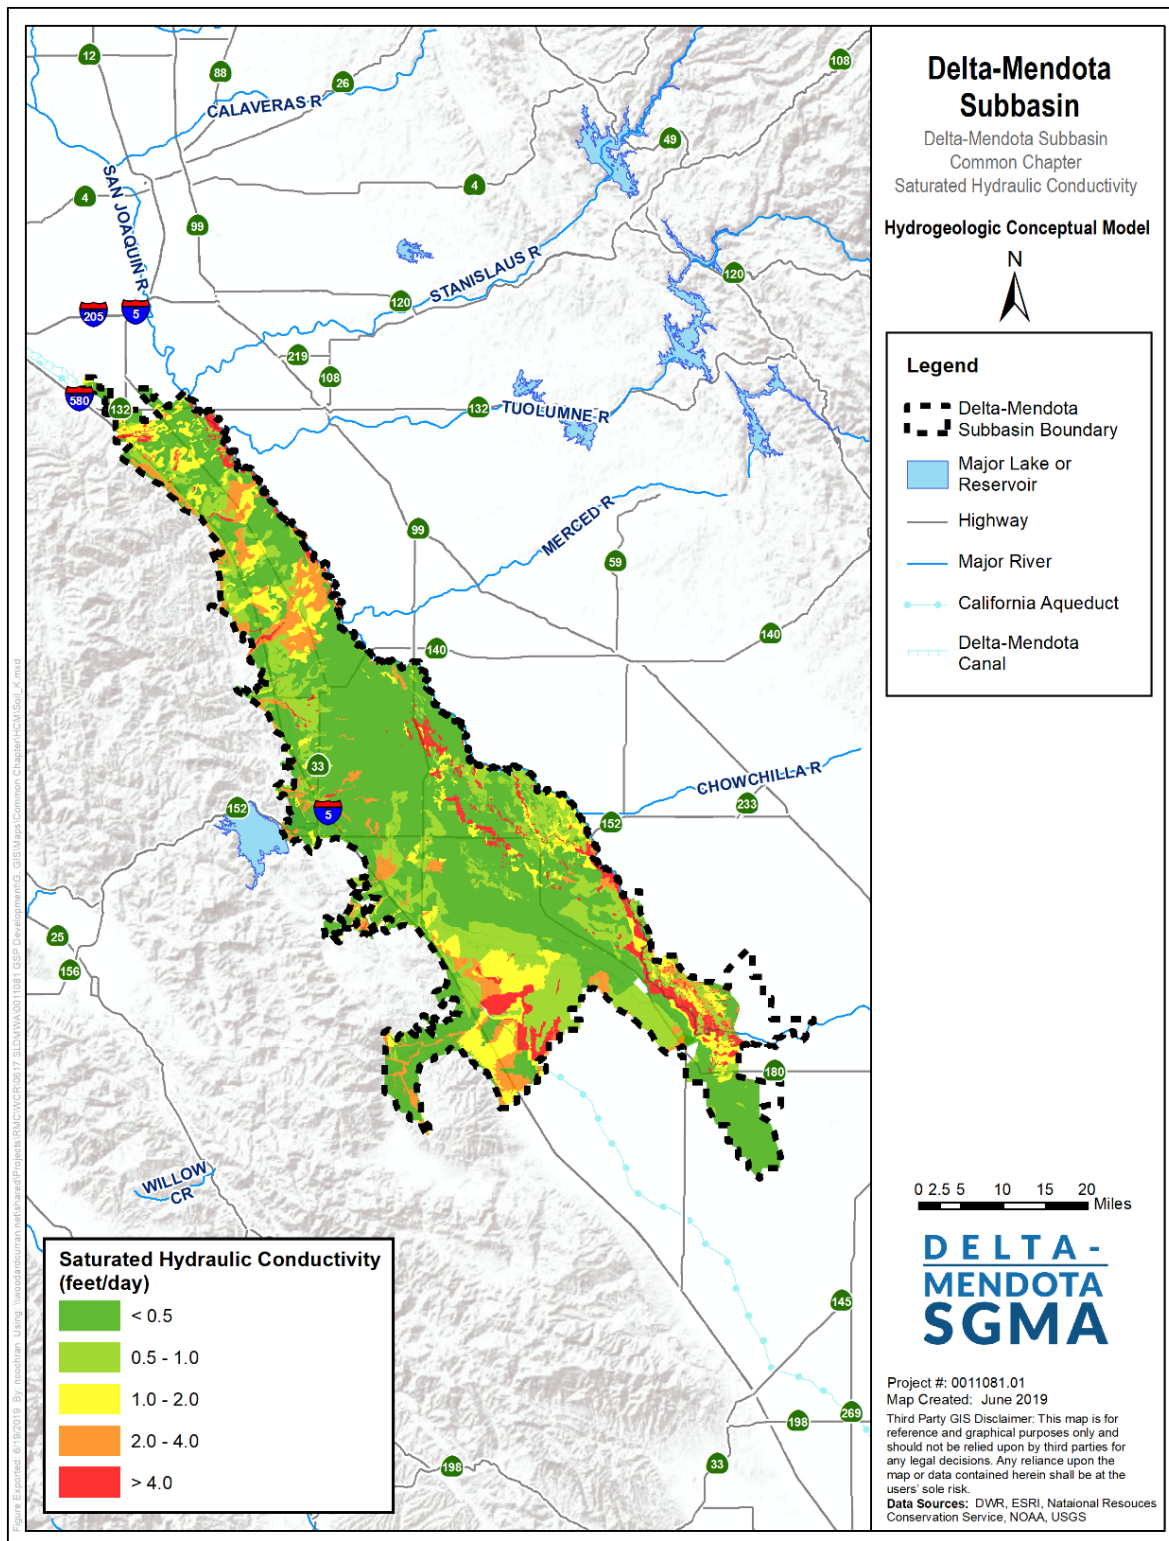 Delta-Mendota
Subbasin
Delta-Mendota Subbasin
Common Chapter
Saturated Hydraulic Conductivity
Hydrogeologic Conceptual Model
N
Legend
Delta-Mendota
Subbasin Boundary
Major Lake or
Reservoir
Highway
Major River
California Aqueduct
Delta-Mendota
Canal
0 2.5 5 10 15 20
Miles
DELTA-
MENDOTA
SGMA
Project #: 0011081.01
Map Created: June 2019
Third Party GIS Disclaimer: This map is for
reference and graphical purposes only and
should not be relied upon by third parties for
any legal decisions. Any reliance upon the
map or data contained herein shall be at the
users' sole risk.
Data Sources: DWR, ESRI, Nataional Resouces
Conservation Service, NOAA, USGS
12
88
26
108
CALAVERAS R
49
4
4
SAN JOAQUIN R
99
STANISLAUS R
120
120
205
5
219
108
580
132
132
TUOLUMNE R
MERCED R
99
59
140
140
33
5
152
CHOWCHILLA R
233
152
25
156
180
WILLOW
CR
145
269
198
198
33
Saturated Hydraulic Conductivity
(feet/day)
< 0.5
0.5 - 1.0
1.0 - 2.0
2.0 - 4.0
> 4.0